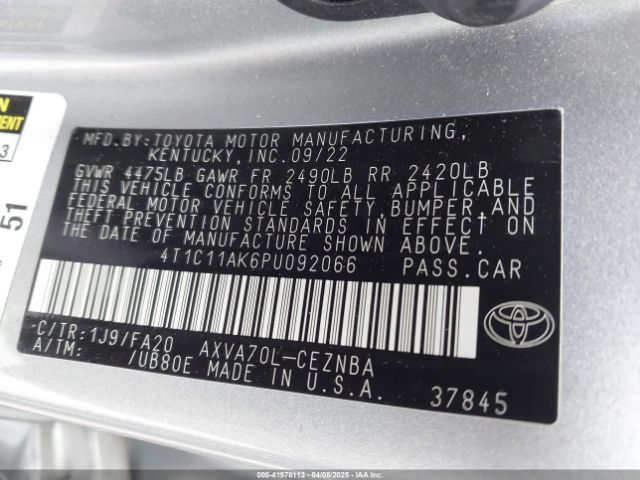 MFD.BY:TOYOTA MOTOR MANUFACTURING,
KENTUCKY, INC. 09/22
GVWR 4475LB GAWR FR 2490LB RR 2420LB
THIS VEHICLE CONFORMS TO ALL APPLICABLE
FEDERAL MOTOR VEHICLE SAFETY,BUMPER,AND
THEFT PREVENTION STANDARDS IN EFFECT ON
THE DATE OF MANUFACTURE SHOWN ABOVE.
4T1C11AK6PU092066 PASS.CAR
C/TR:1J9/FA20 AXVA70L-CEZNBA
A/TM: /UB80E MADE IN U.S.A.
37845
51
3
000-41978113 04/08/2025 - Copyright IAA, LLC